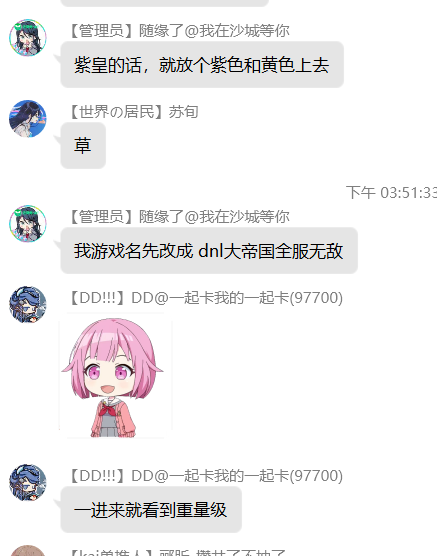 【管理员】随缘了@我在沙城等你
紫皇的话，就放个紫色和黄色上去
【世界の居民】苏旬
草
下午 03:51:33
【管理员】随缘了@我在沙城等你
我游戏名先改成 dnl大帝国全服无敌
【DD!!!】DD@一起卡我的一起卡(97700)
【DD!!!】DD@一起卡我的一起卡(97700)
一进来就看到重量级